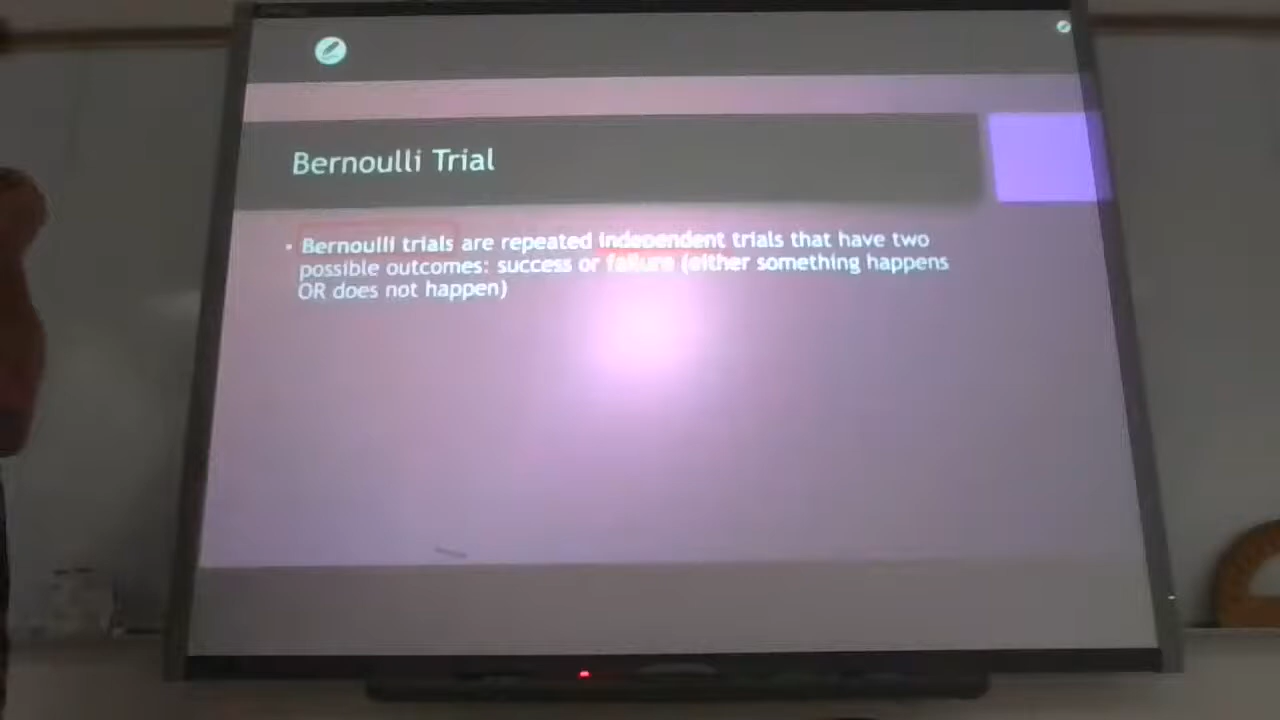 Bernoulli Trial
• Bernoulli trials are repeated independent trials that have two
possible outcomes: success or failure (either something happens
OR does not happen)